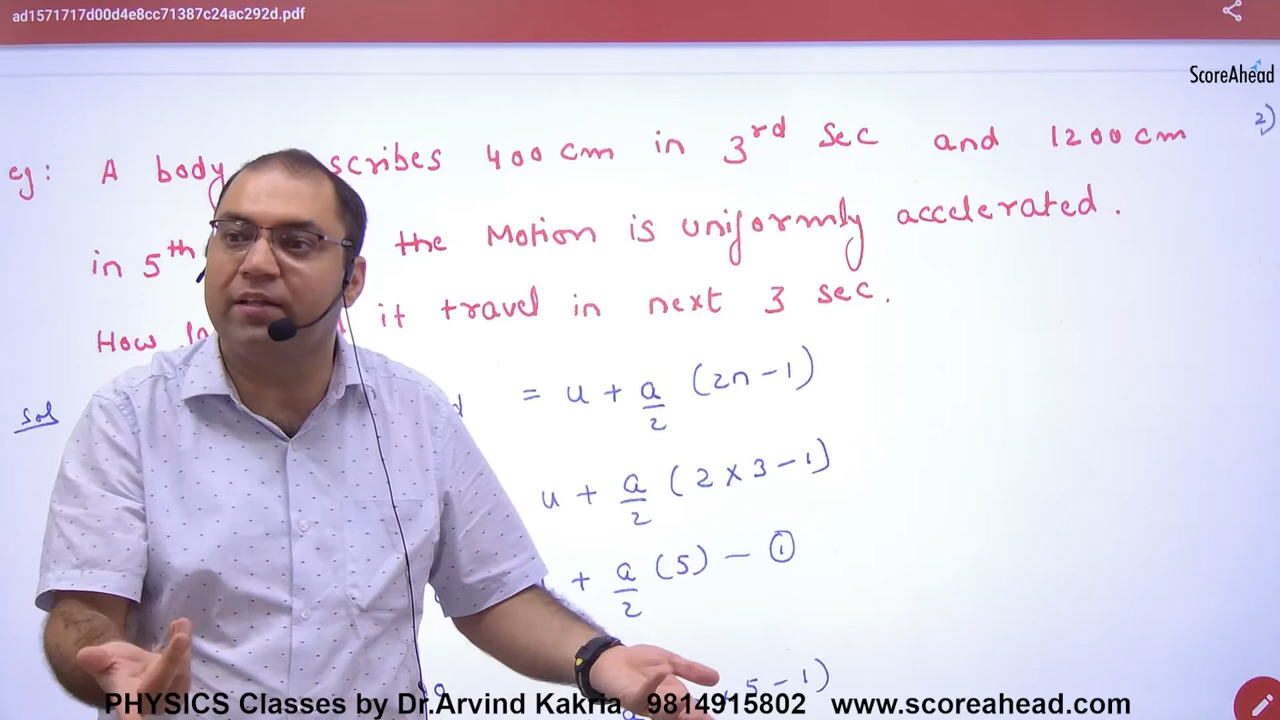 ad1571717d00d4e8cc71387c24ac292d.pdf
ScoreAhead
eg: A body scribes 400 cm in 3rd Sec and 1200 cm
2)
in 5th the Motion is uniformly accelerated.
How it travel in next 3 sec.
Sol = u + a/2 (2n-1)
u + a/2 (2×3-1)
+ a/2 (5) - ①
5-1)
PHYSICS Classes by Dr.Arvind Kakria 9814915802 www.scoreahead.com